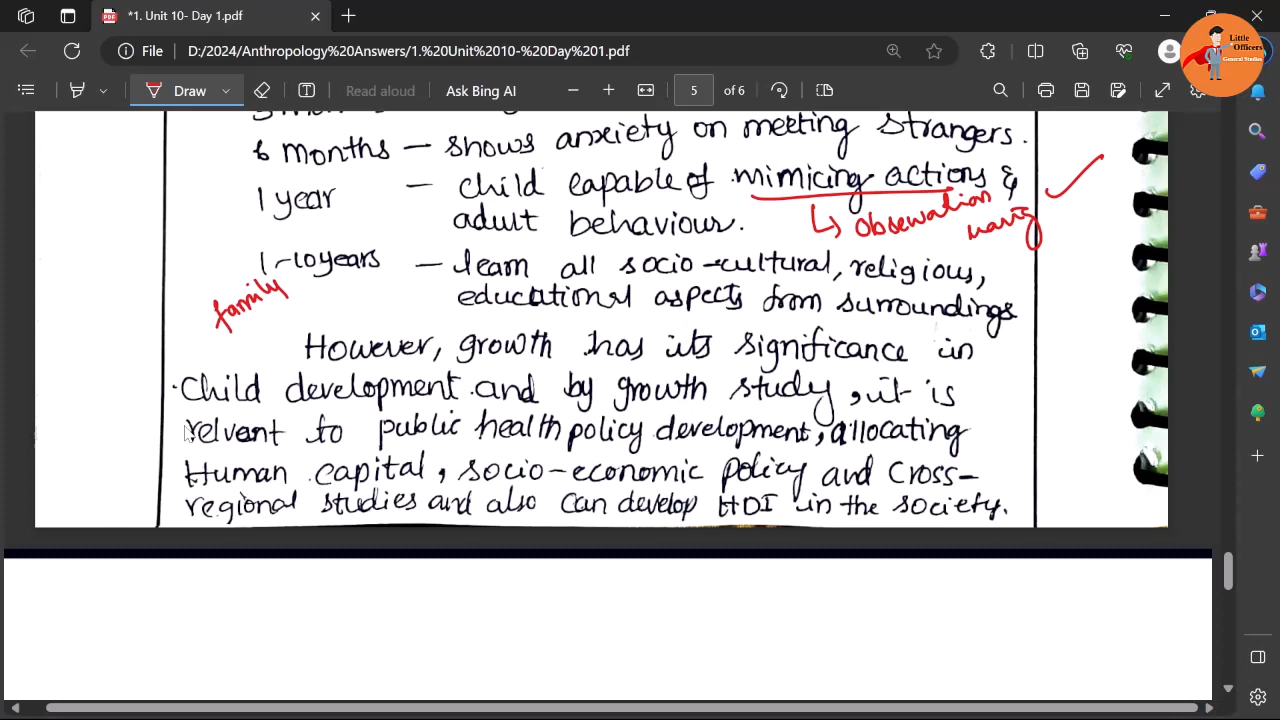 *1. Unit 10- Day 1.pdf
File D:/2024/Anthropology%20Answers/1.%20Unit%2010-%20Day%201.pdf
Little Officers
General Studies
Draw
Read aloud
Ask Bing AI
5 of 6
6 months — shows anxiety on meeting strangers.
1 year — child capable of mimicing actions &
adult behaviour.
↳ Observation
1-10 years — learn all socio-cultural, religious,
family
educational aspects from surroundings
However, growth has its significance in
Child development and by growth study, it is
relvent to public health policy development, allocating
Human capital, socio-economic policy and cross-
regional studies and also can develop HDI in the society.